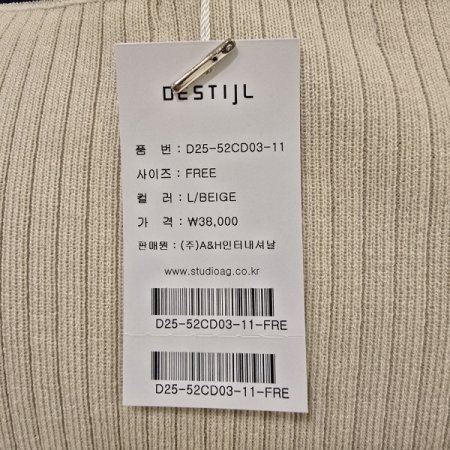 DESTIJL
품 번 : D25-52CD03-11
사이즈 : FREE
컬 러 : L/BEIGE
가 격 : ₩38,000
판매원 : (주)A&H인터내셔날
www.studioag.co.kr
D25-52CD03-11-FRE
D25-52CD03-11-FRE